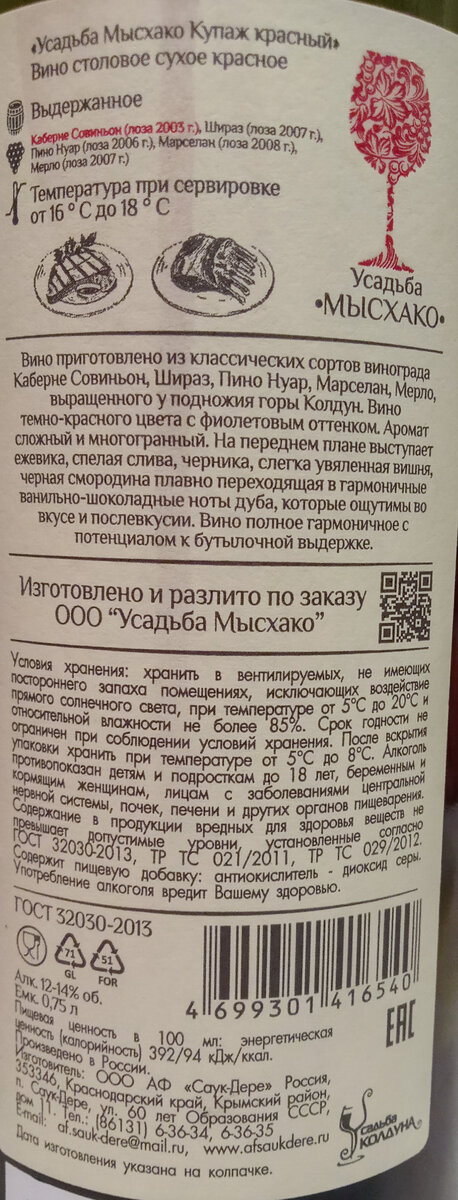 «Усадьба Мысхако Купаж красный»
Вино столовое сухое красное
Выдержанное
Каберне Совиньон (лоза 2003 г.), Шираз (лоза 2007 г.),
Пино Нуар (лоза 2006 г.), Марселан (лоза 2008 г.),
Мерло (лоза 2007 г.)
Температура при сервировке
от 16 ° С до 18 ° С
Усадьба
•МЫСХАКО•
Вино приготовлено из классических сортов винограда
Каберне Совиньон, Шираз, Пино Нуар, Марселан, Мерло,
выращенного у подножия горы Колдун. Вино
темно-красного цвета с фиолетовым оттенком. Аромат
сложный и многогранный. На переднем плане выступает
ежевика, спелая слива, черника, слегка увяленная вишня,
черная смородина плавно переходящая в гармоничные
ванильно-шоколадные ноты дуба, которые ощутимы во
вкусе и послевкусии. Вино полное гармоничное с
потенциалом к бутылочной выдержке.
Изготовлено и разлито по заказу
ООО “Усадьба Мысхако”
Условия хранения: хранить в вентилируемых, не имеющих
постороннего запаха помещениях, исключающих воздействие
прямого солнечного света, при температуре от 5°С до 20°С и
относительной влажности не более 85%. Срок годности не
ограничен при соблюдении условий хранения. После вскрытия
упаковки хранить при температуре от 5°С до 8°С. Алкоголь
противопоказан детям и подросткам до 18 лет, беременным и
кормящим женщинам, лицам с заболеваниями центральной
нервной системы, почек, печени и других органов пищеварения.
Содержание в продукции вредных для здоровья веществ не
превышает допустимые уровни, установленные согласно
ГОСТ 32030-2013, ТР ТС 021/2011, ТР ТС 029/2012.
Содержит пищевую добавку: антиокислитель - диоксид серы.
Употребление алкоголя вредит Вашему здоровью.
ГОСТ 32030-2013
71 51
GL FOR
Алк. 12-14% об.
Емк. 0,75 л
Пищевая ценность в 100 мл: энергетическая
ценность (калорийность) 392/94 кДж/ккал.
Произведено в России.
Изготовитель: ООО АФ «Саук-Дере» Россия,
353346, Краснодарский край, Крымский район,
п. Саук-Дере, ул. 60 лет Образования СССР,
дом 11. Тел.: (86131) 6-36-34, 6-36-35
E-mail: af.sauk-dere@mail.ru, www.afsaukdere.ru
Дата изготовления указана на колпачке.
4 699301 416540
ЕАС
усадьба
КОЛДУНА